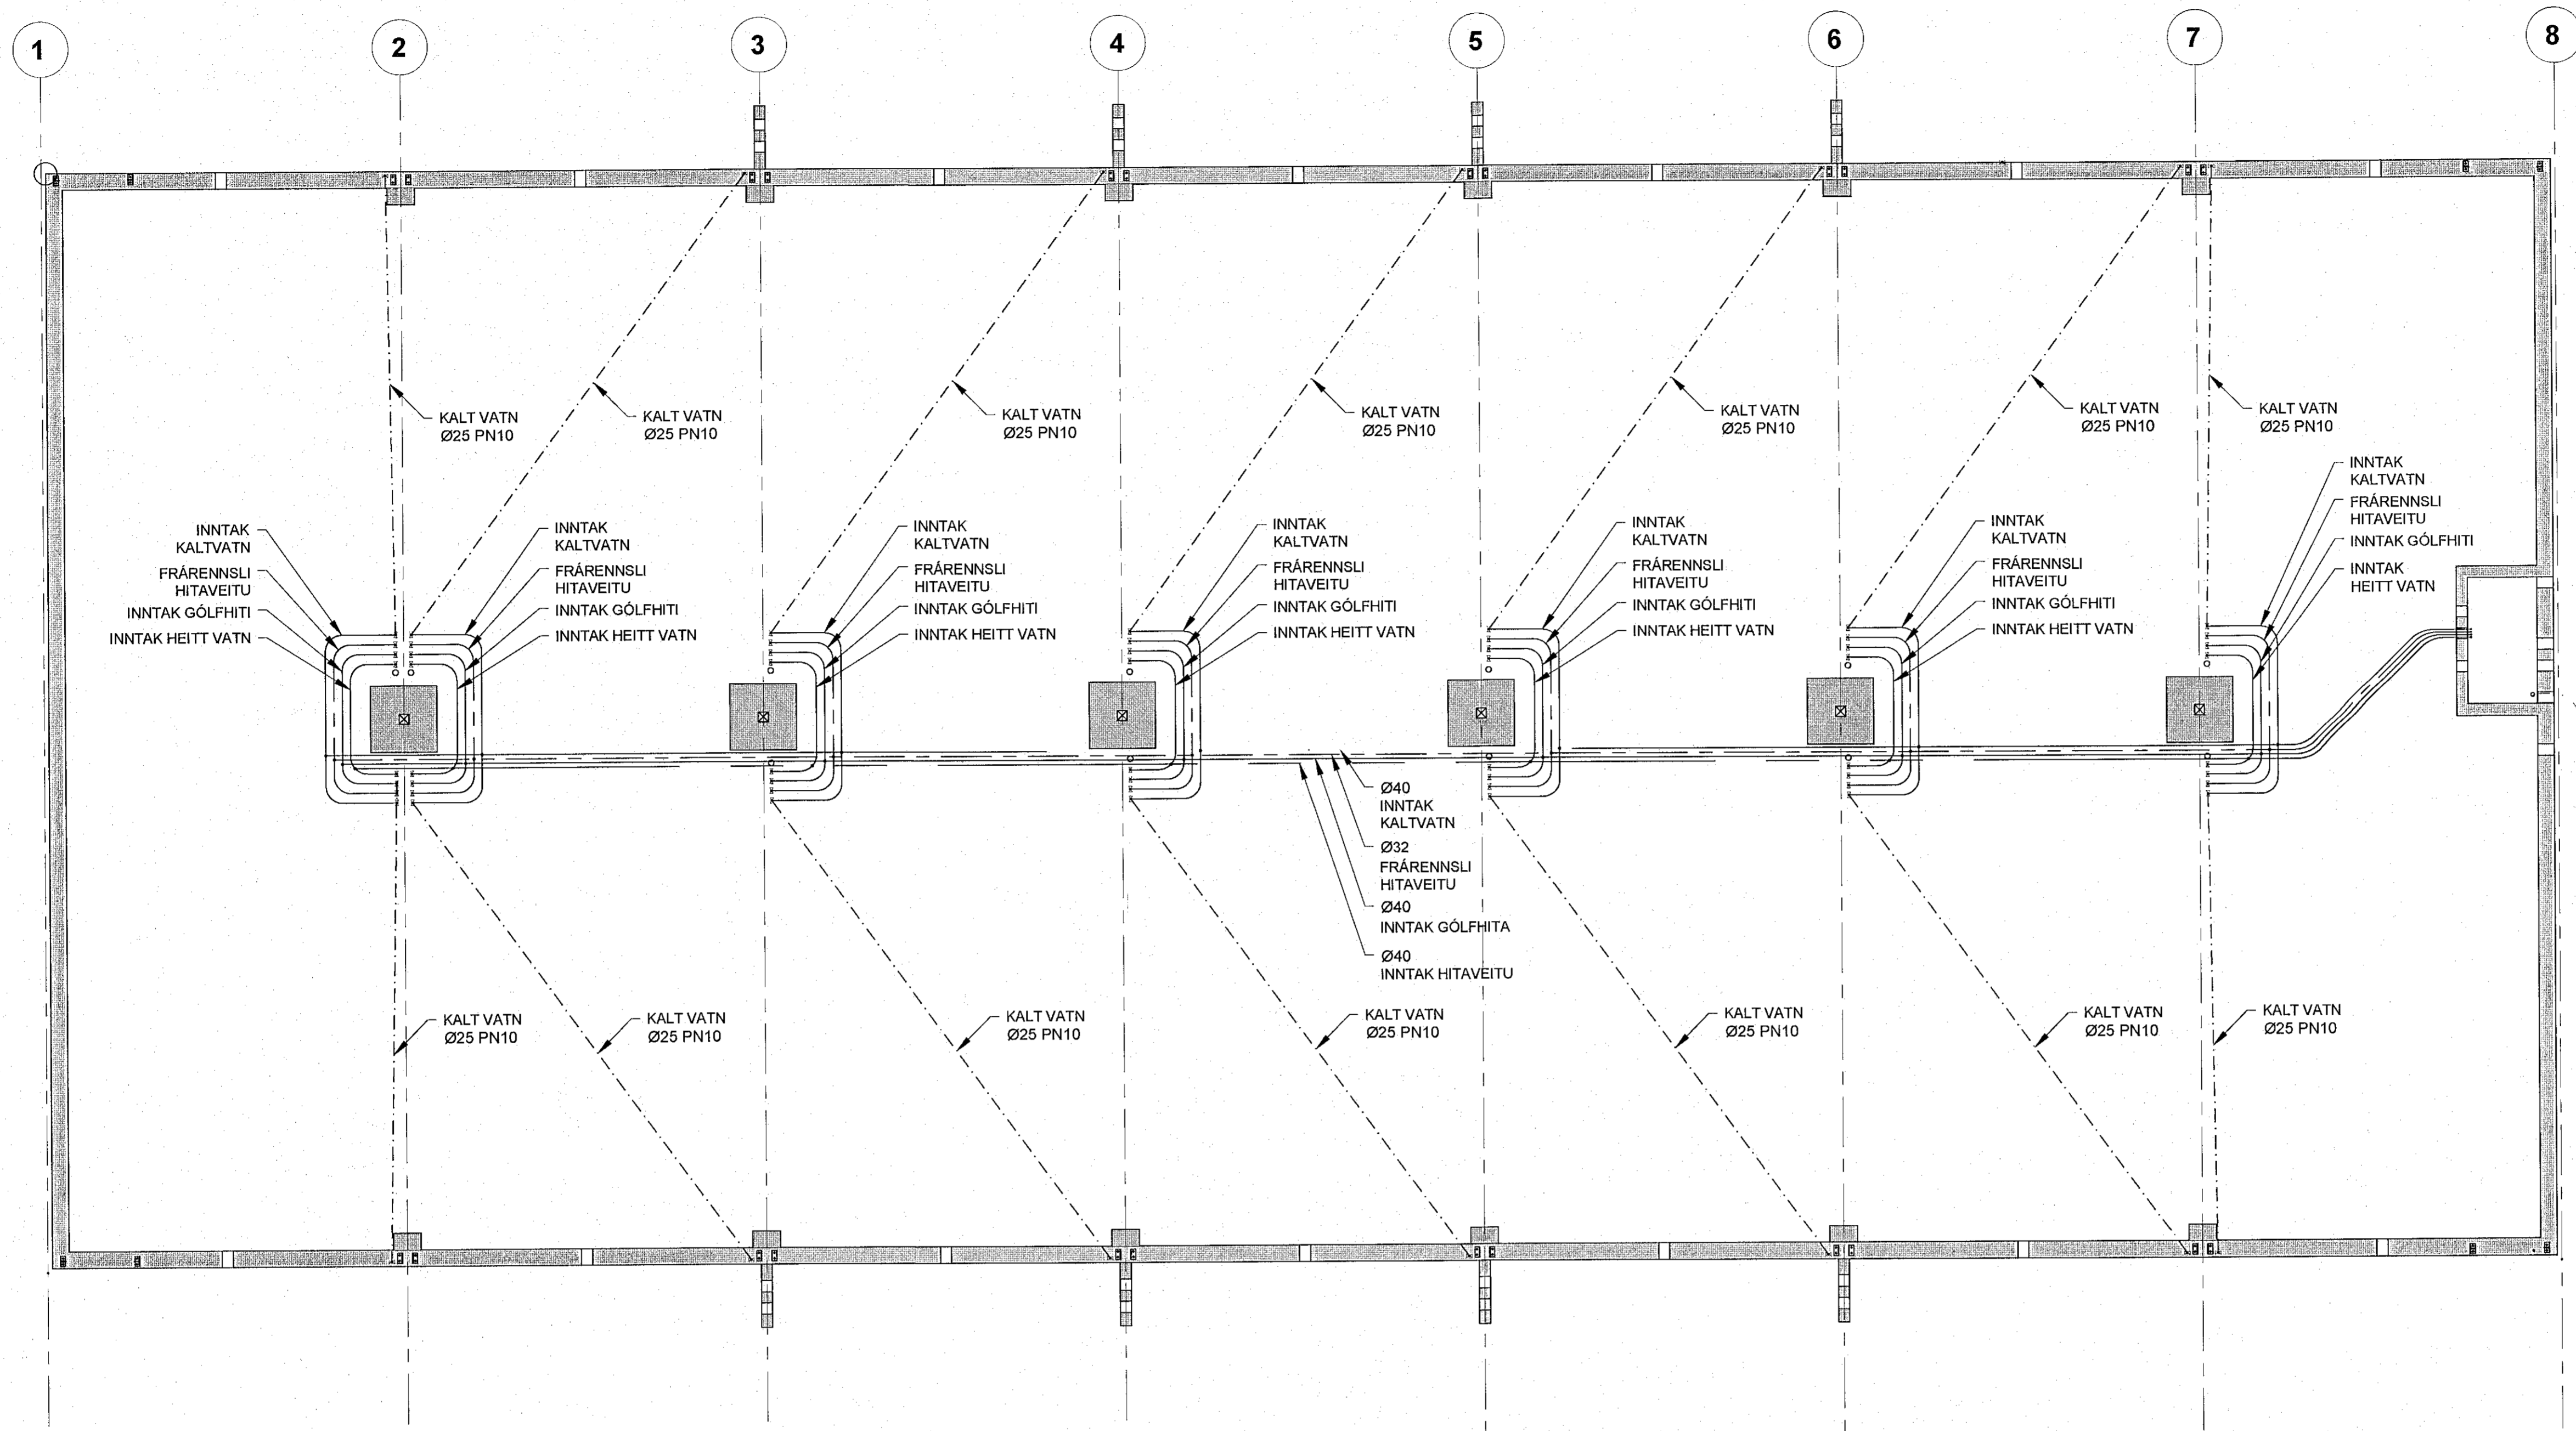 1
2
3
4
5
6
7
8
KALT VATN
Ø25 PN10
KALT VATN
Ø25 PN10
KALT VATN
Ø25 PN10
KALT VATN
Ø25 PN10
KALT VATN
Ø25 PN10
KALT VATN
Ø25 PN10
KALT VATN
Ø25 PN10
INNTAK
KALTVATN
FRÁRENNSLI
HITAVEITU
INNTAK GÓLFHITI
INNTAK HEITT VATN
INNTAK
KALTVATN
FRÁRENNSLI
HITAVEITU
INNTAK GÓLFHITI
INNTAK HEITT VATN
INNTAK
KALTVATN
FRÁRENNSLI
HITAVEITU
INNTAK GÓLFHITI
INNTAK HEITT VATN
INNTAK
KALTVATN
FRÁRENNSLI
HITAVEITU
INNTAK GÓLFHITI
INNTAK HEITT VATN
INNTAK
KALTVATN
FRÁRENNSLI
HITAVEITU
INNTAK GÓLFHITI
INNTAK HEITT VATN
INNTAK
KALTVATN
FRÁRENNSLI
HITAVEITU
INNTAK GÓLFHITI
INNTAK HEITT VATN
INNTAK
KALTVATN
FRÁRENNSLI
HITAVEITU
INNTAK GÓLFHITI
INNTAK
HEITT VATN
Ø40
INNTAK
KALTVATN
Ø32
FRÁRENNSLI
HITAVEITU
Ø40
INNTAK GÓLFHITA
Ø40
INNTAK HITAVEITU
KALT VATN
Ø25 PN10
KALT VATN
Ø25 PN10
KALT VATN
Ø25 PN10
KALT VATN
Ø25 PN10
KALT VATN
Ø25 PN10
KALT VATN
Ø25 PN10
KALT VATN
Ø25 PN10